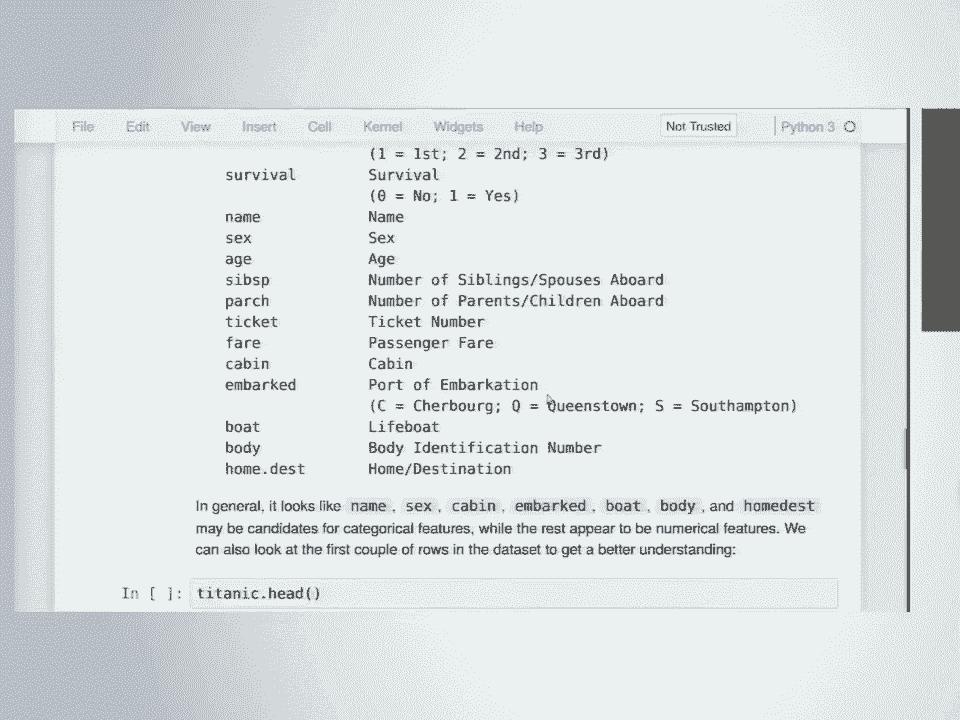 File Edit View Insert Cell Kernel Widgets Help Not Trusted Python 3
(1 = 1st; 2 = 2nd; 3 = 3rd)
survival Survival
(0 = No; 1 = Yes)
name Name
sex Sex
age Age
sibsp Number of Siblings/Spouses Aboard
parch Number of Parents/Children Aboard
ticket Ticket Number
fare Passenger Fare
cabin Cabin
embarked Port of Embarkation
(C = Cherbourg; Q = Queenstown; S = Southampton)
boat Lifeboat
body Body Identification Number
home.dest Home/Destination
In general, it looks like name, sex, cabin, embarked, boat, body, and homedest
may be candidates for categorical features, while the rest appear to be numerical features. We
can also look at the first couple of rows in the dataset to get a better understanding:
In [ ]: titanic.head()